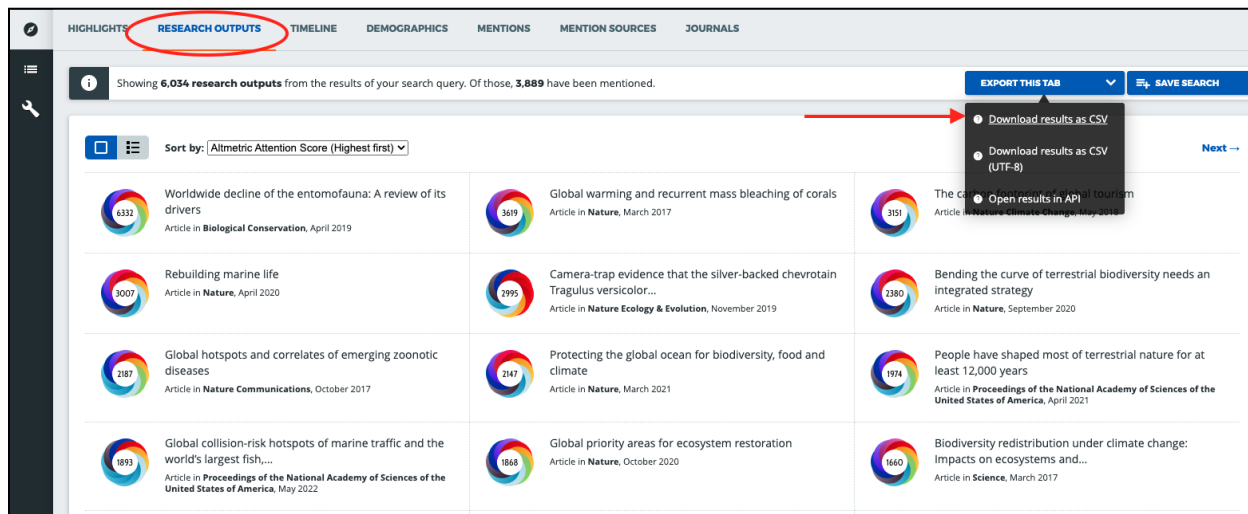 HIGHLIGHTS RESEARCH OUTPUTS TIMELINE DEMOGRAPHICS MENTIONS MENTION SOURCES JOURNALS
Showing 6,034 research outputs from the results of your search query. Of those, 3,889 have been mentioned.
EXPORT THIS TAB
SAVE SEARCH
Download results as CSV
Download results as CSV
(UTF-8)
Open results in API
Sort by: Altmetric Attention Score (Highest first)
Next →
6332
Worldwide decline of the entomofauna: A review of its
drivers
Article in Biological Conservation, April 2019
3619
Global warming and recurrent mass bleaching of corals
Article in Nature, March 2017
3151
The carbon footprint of global tourism
Article in Nature Climate Change, May 2018
3007
Rebuilding marine life
Article in Nature, April 2020
2995
Camera-trap evidence that the silver-backed chevrotain
Tragulus versicolor...
Article in Nature Ecology & Evolution, November 2019
2380
Bending the curve of terrestrial biodiversity needs an
integrated strategy
Article in Nature, September 2020
2187
Global hotspots and correlates of emerging zoonotic
diseases
Article in Nature Communications, October 2017
2147
Protecting the global ocean for biodiversity, food and
climate
Article in Nature, March 2021
1974
People have shaped most of terrestrial nature for at
least 12,000 years
Article in Proceedings of the National Academy of Sciences of the
United States of America, April 2021
1893
Global collision-risk hotspots of marine traffic and the
world's largest fish,...
Article in Proceedings of the National Academy of Sciences of the
United States of America, May 2022
1868
Global priority areas for ecosystem restoration
Article in Nature, October 2020
1660
Biodiversity redistribution under climate change:
Impacts on ecosystems and...
Article in Science, March 2017